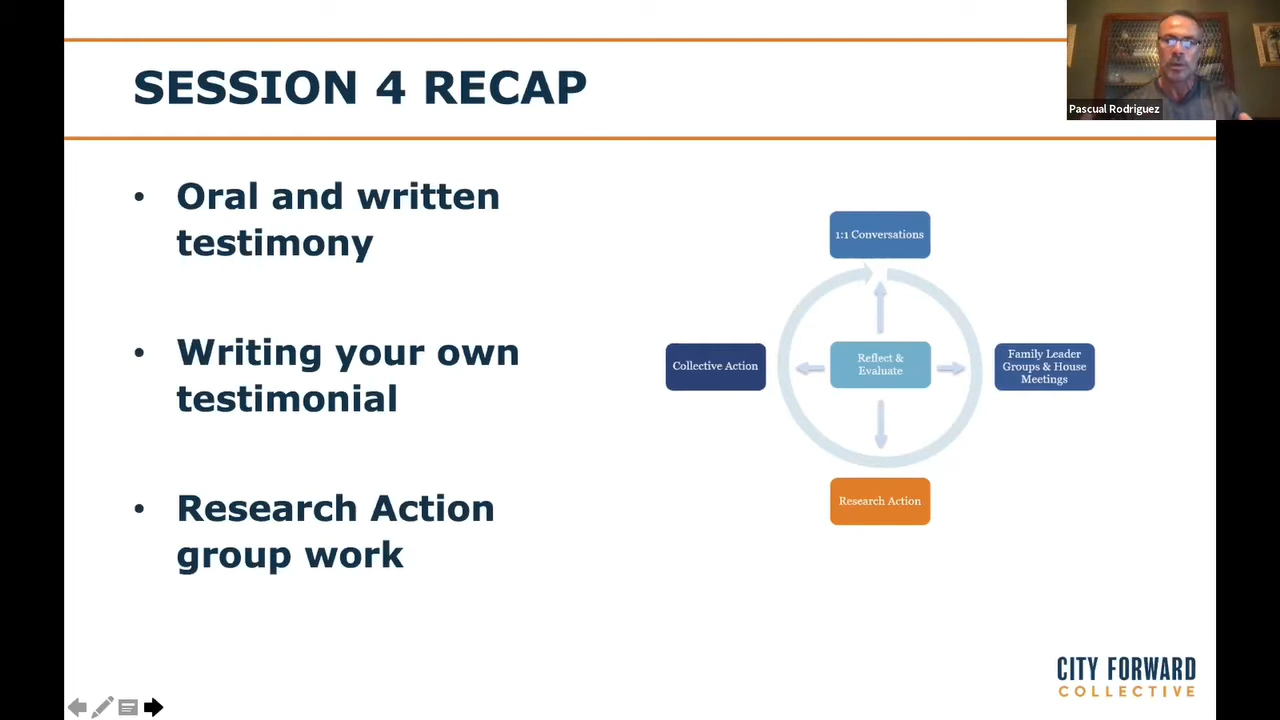 SESSION 4 RECAP
Pascual Rodriguez
• Oral and written
testimony
• Writing your own
testimonial
• Research Action
group work
1:1 Conversations
Collective Action
Reflect &
Evaluate
Family Leader
Groups & House
Meetings
Research Action
CITY FORWARD
COLLECTIVE